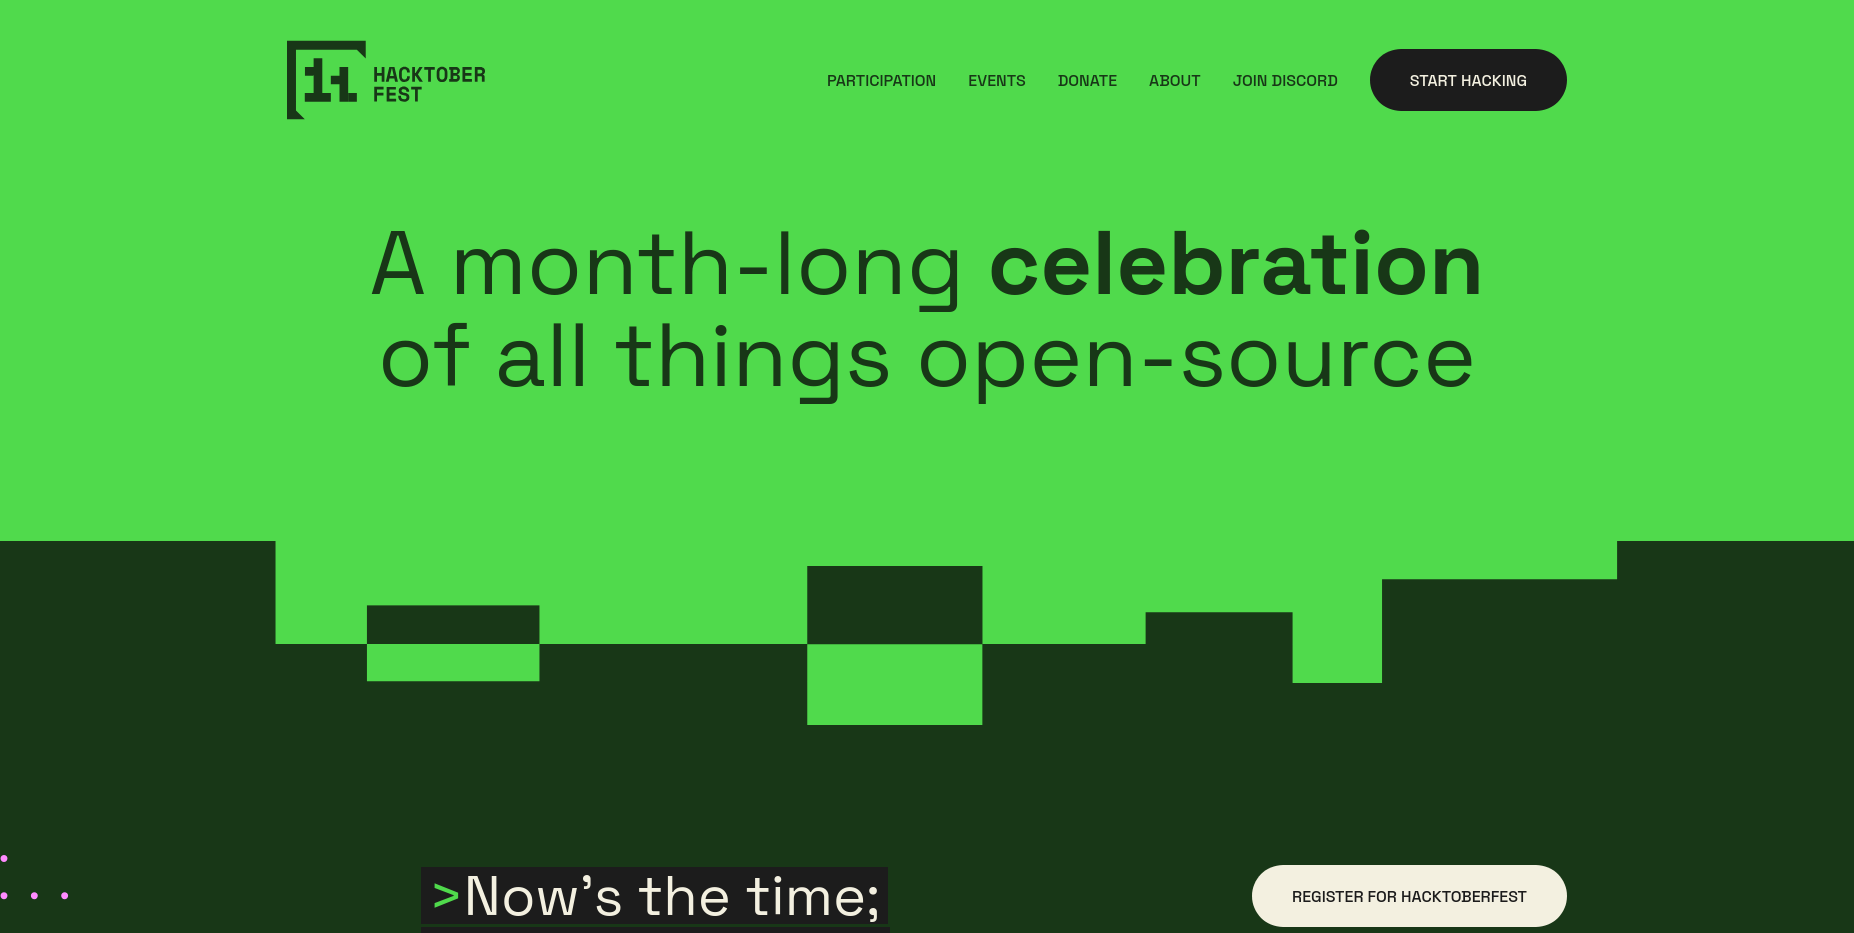 11
HACKTOBER
FEST
PARTICIPATION EVENTS DONATE ABOUT JOIN DISCORD START HACKING
A month-long celebration
of all things open-source
>Now’s the time;
REGISTER FOR HACKTOBERFEST